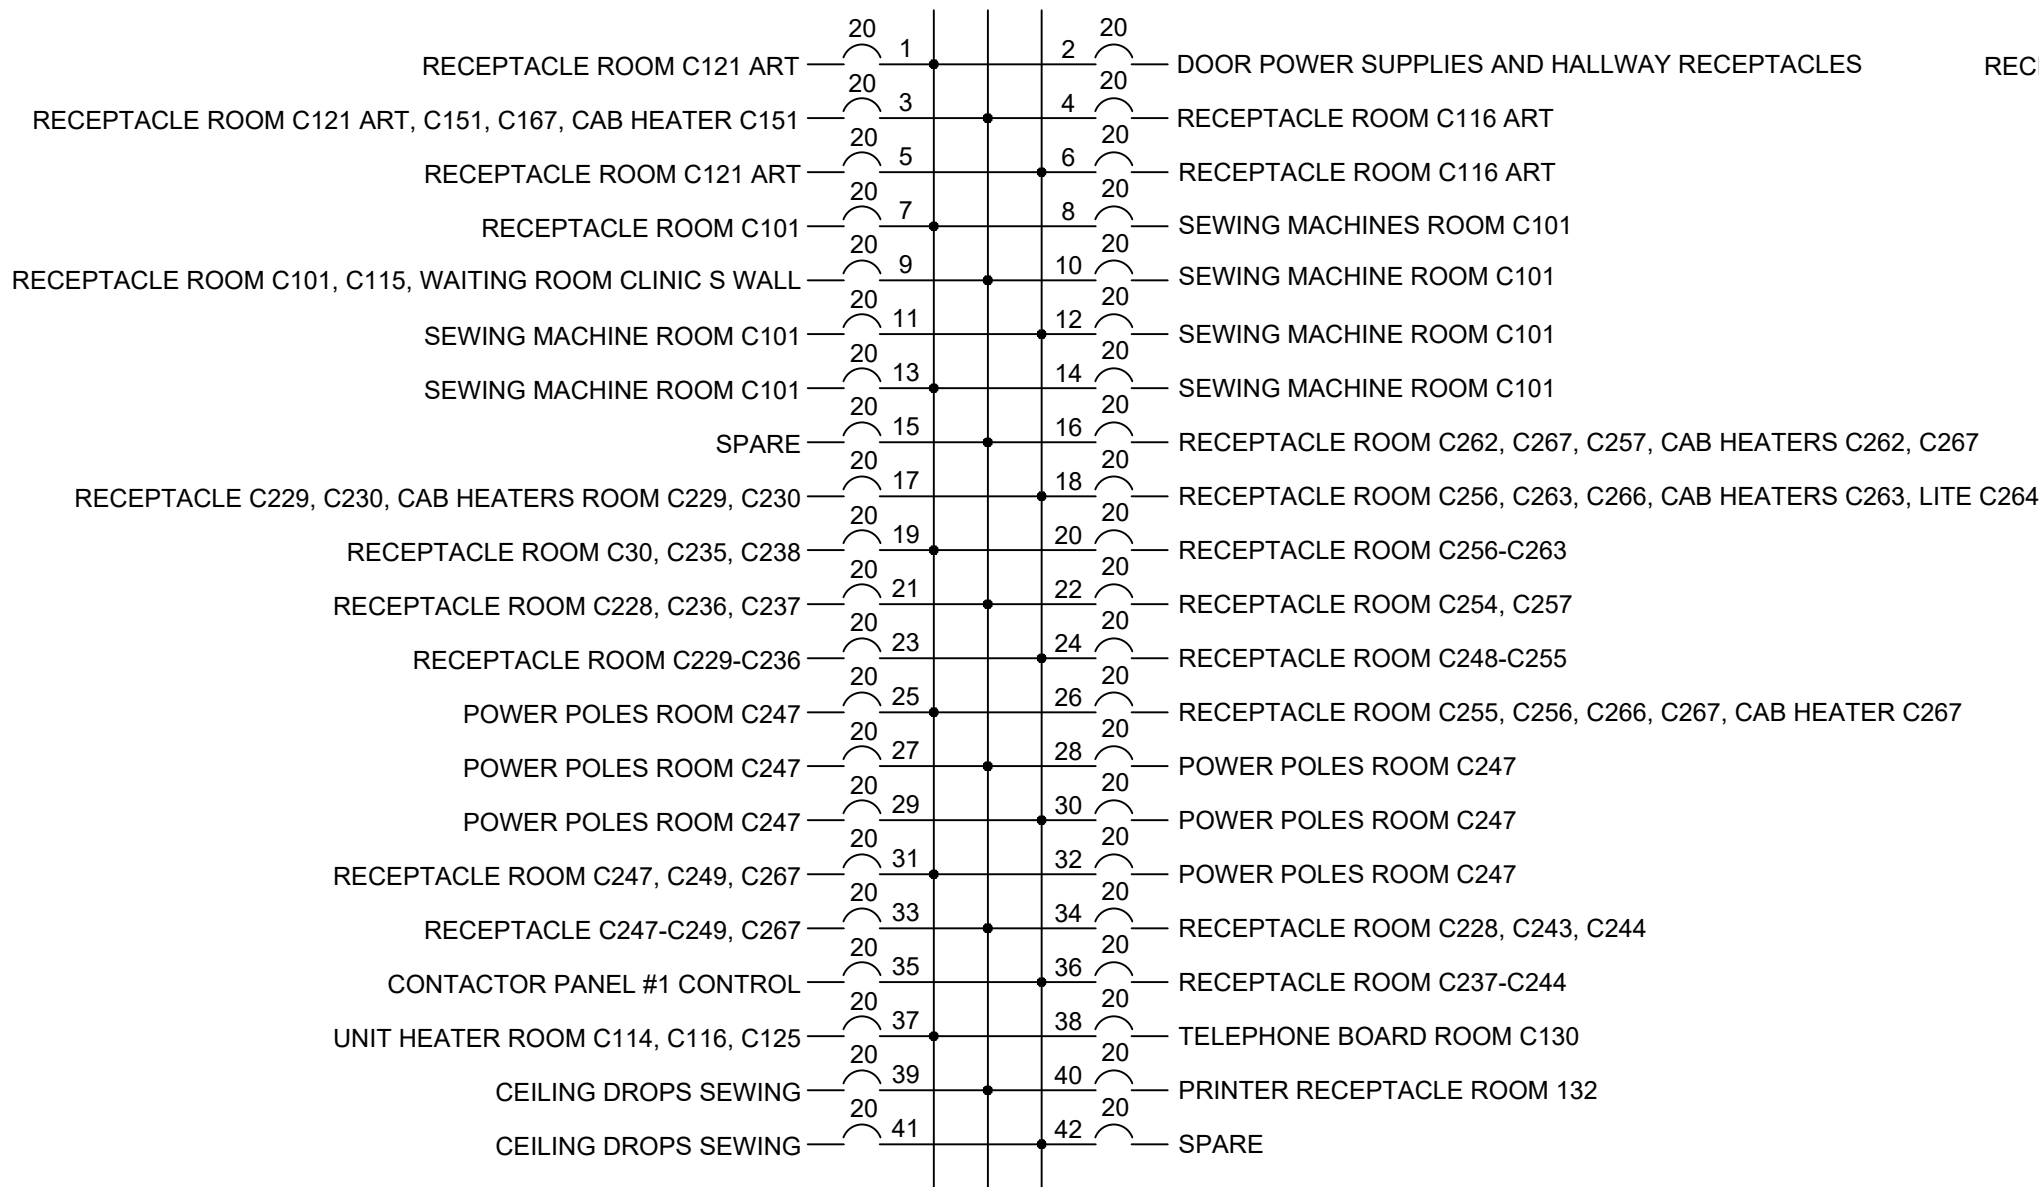 20 20
RECEPTACLE ROOM C121 ART 1 2 DOOR POWER SUPPLIES AND HALLWAY RECEPTACLES
20 20
RECEPTACLE ROOM C121 ART, C151, C167, CAB HEATER C151 3 4 RECEPTACLE ROOM C116 ART
20 20
RECEPTACLE ROOM C121 ART 5 6 RECEPTACLE ROOM C116 ART
20 20
RECEPTACLE ROOM C101 7 8 SEWING MACHINES ROOM C101
20 20
RECEPTACLE ROOM C101, C115, WAITING ROOM CLINIC S WALL 9 10 SEWING MACHINE ROOM C101
20 20
SEWING MACHINE ROOM C101 11 12 SEWING MACHINE ROOM C101
20 20
SEWING MACHINE ROOM C101 13 14 SEWING MACHINE ROOM C101
20 20
SPARE 15 16 RECEPTACLE ROOM C262, C267, C257, CAB HEATERS C262, C267
20 20
RECEPTACLE C229, C230, CAB HEATERS ROOM C229, C230 17 18 RECEPTACLE ROOM C256, C263, C266, CAB HEATERS C263, LITE C264
20 20
RECEPTACLE ROOM C30, C235, C238 19 20 RECEPTACLE ROOM C256-C263
20 20
RECEPTACLE ROOM C228, C236, C237 21 22 RECEPTACLE ROOM C254, C257
20 20
RECEPTACLE ROOM C229-C236 23 24 RECEPTACLE ROOM C248-C255
20 20
POWER POLES ROOM C247 25 26 RECEPTACLE ROOM C255, C256, C266, C267, CAB HEATER C267
20 20
POWER POLES ROOM C247 27 28 POWER POLES ROOM C247
20 20
POWER POLES ROOM C247 29 30 POWER POLES ROOM C247
20 20
RECEPTACLE ROOM C247, C249, C267 31 32 POWER POLES ROOM C247
20 20
RECEPTACLE C247-C249, C267 33 34 RECEPTACLE ROOM C228, C243, C244
20 20
CONTACTOR PANEL #1 CONTROL 35 36 RECEPTACLE ROOM C237-C244
20 20
UNIT HEATER ROOM C114, C116, C125 37 38 TELEPHONE BOARD ROOM C130
20 20
CEILING DROPS SEWING 39 40 PRINTER RECEPTACLE ROOM 132
20 20
CEILING DROPS SEWING 41 42 SPARE